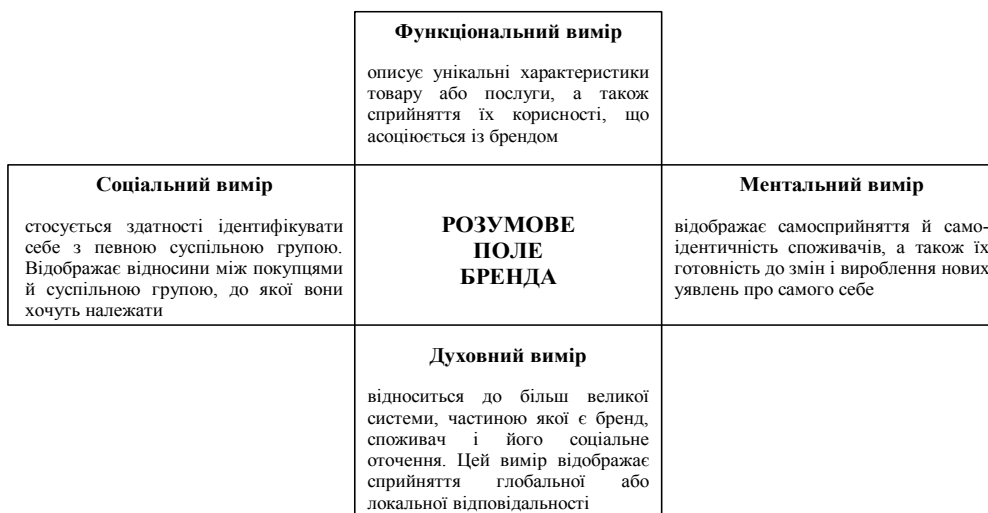 Функціональний вимір
описує унікальні характеристики
товару або послуги, а також
сприйняття їх корисності, що
асоціюється із брендом
Соціальний вимір
стосується здатності ідентифікувати
себе з певною суспільною групою.
Відображає відносини між покупцями
й суспільною групою, до якої вони
хочуть належати
РОЗУМОВЕ
ПОЛЕ
БРЕНДА
Ментальний вимір
відображає самосприйняття й само-
ідентичність споживачів, а також їх
готовність до змін і вироблення нових
уявлень про самого себе
Духовний вимір
відноситься до більш великої
системи, частиною якої є бренд,
споживач і його соціальне
оточення. Цей вимір відображає
сприйняття глобальної або
локальної відповідальності